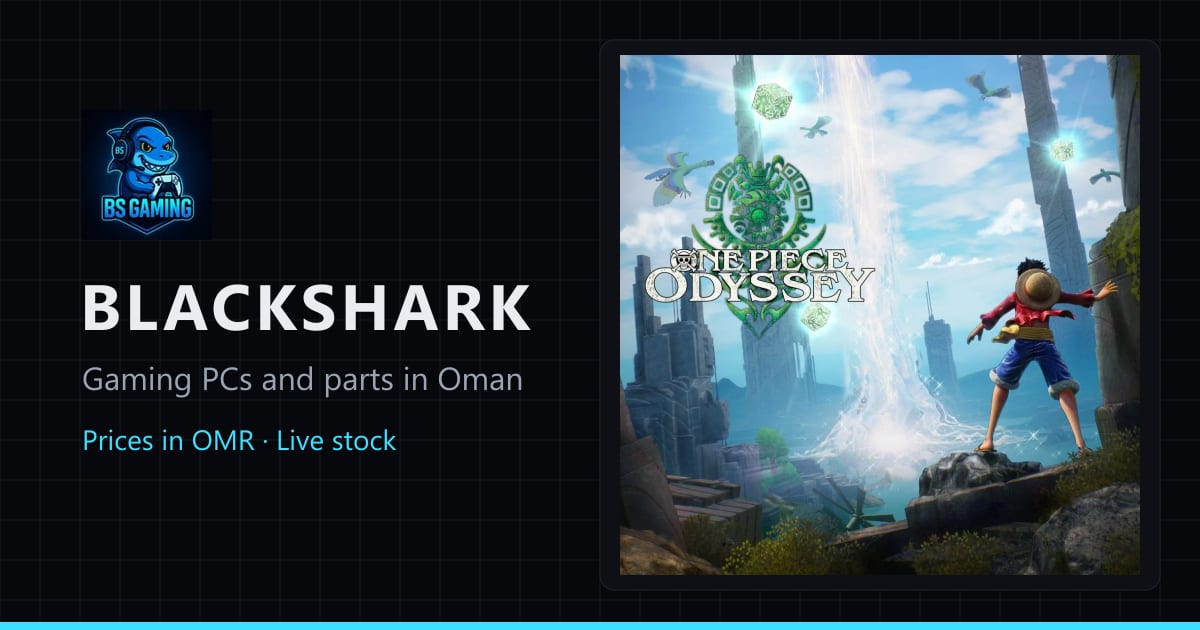 BS
BS GAMING
BLACKSHARK
Gaming PCs and parts in Oman
Prices in OMR · Live stock
ONE PIECE
ODYSSEY